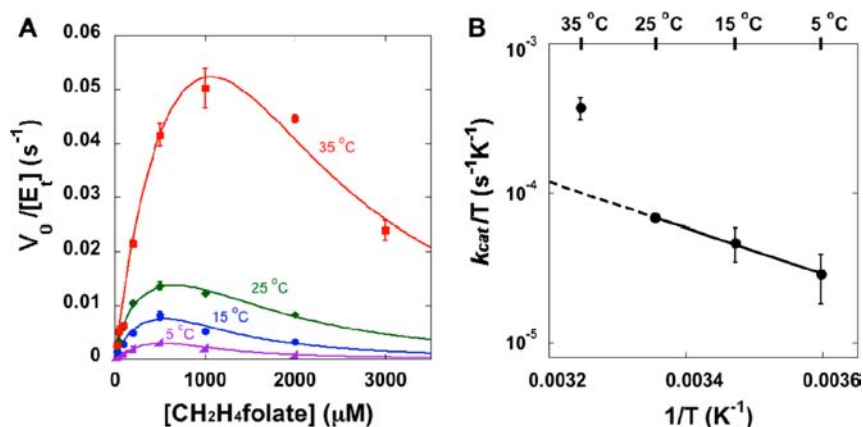 A
V₀/[Eₜ] (s⁻¹)
0.06
0.05
0.04
0.03
0.02
0.01
0
35 °C
25 °C
15 °C
5 °C
0
1000
2000
3000
[CH₂H₄folate] (μM)
B
35 °C
25 °C
15 °C
5 °C
kcat/T (s⁻¹K⁻¹)
10⁻³
10⁻⁴
10⁻⁵
0.0032
0.0034
0.0036
1/T (K⁻¹)